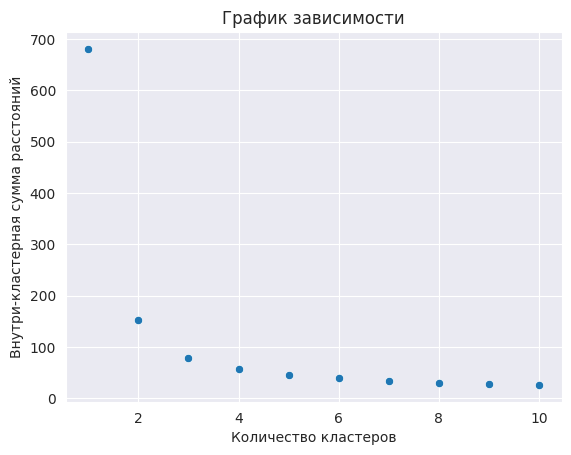 График зависимости
Внутри-кластерная сумма расстояний
700
600
500
400
300
200
100
0
2 4 6 8 10
Количество кластеров